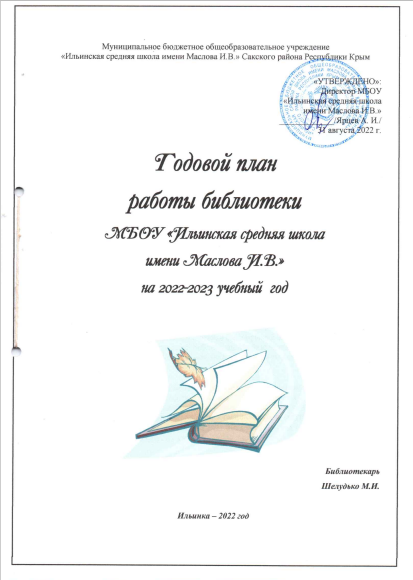 Муниципальное бюджетное общеобразовательное учреждение
«Ильинская средняя школа имени Маслова И.В.» Сакского района Республики Крым
«УТВЕРЖДЕНО»:
Директор МБОУ
«Ильинская средняя школа
имени Маслова И.В.»
/Ярцев А. И./
31 августа 2022 г.
Годовой план
работы библиотеки
МБОУ «Ильинская средняя школа
имени Маслова И.В.»
на 2022-2023 учебный год
Библиотекарь
Шелудько М.И.
Ильинка – 2022 год